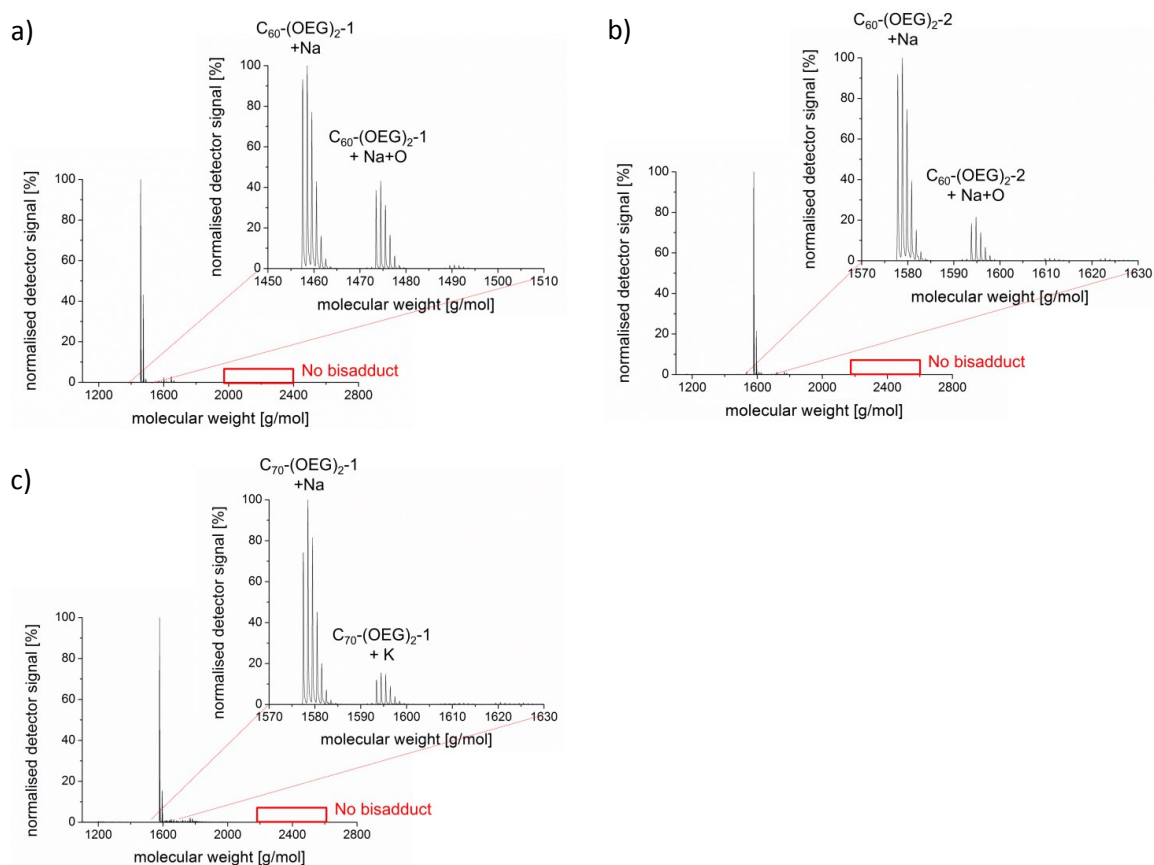 a)
C60-(OEG)2-1
+Na
C60-(OEG)2-1
+ Na+O
normalised detector signal [%]
100
80
60
40
20
0
1450 1460 1470 1480 1490 1500 1510
molecular weight [g/mol]
normalised detector signal [%]
100
80
60
40
20
0
No bisadduct
1200 1600 2000 2400 2800
molecular weight [g/mol]
b)
C60-(OEG)2-2
+Na
C60-(OEG)2-2
+ Na+O
normalised detector signal [%]
100
80
60
40
20
0
1570 1580 1590 1600 1610 1620 1630
molecular weight [g/mol]
normalised detector signal [%]
100
80
60
40
20
0
No bisadduct
1200 1600 2000 2400 2800
molecular weight [g/mol]
c)
C70-(OEG)2-1
+Na
C70-(OEG)2-1
+ K
normalised detector signal [%]
100
80
60
40
20
0
1570 1580 1590 1600 1610 1620 1630
molecular weight [g/mol]
normalised detector signal [%]
100
80
60
40
20
0
No bisadduct
1200 1600 2000 2400 2800
molecular weight [g/mol]